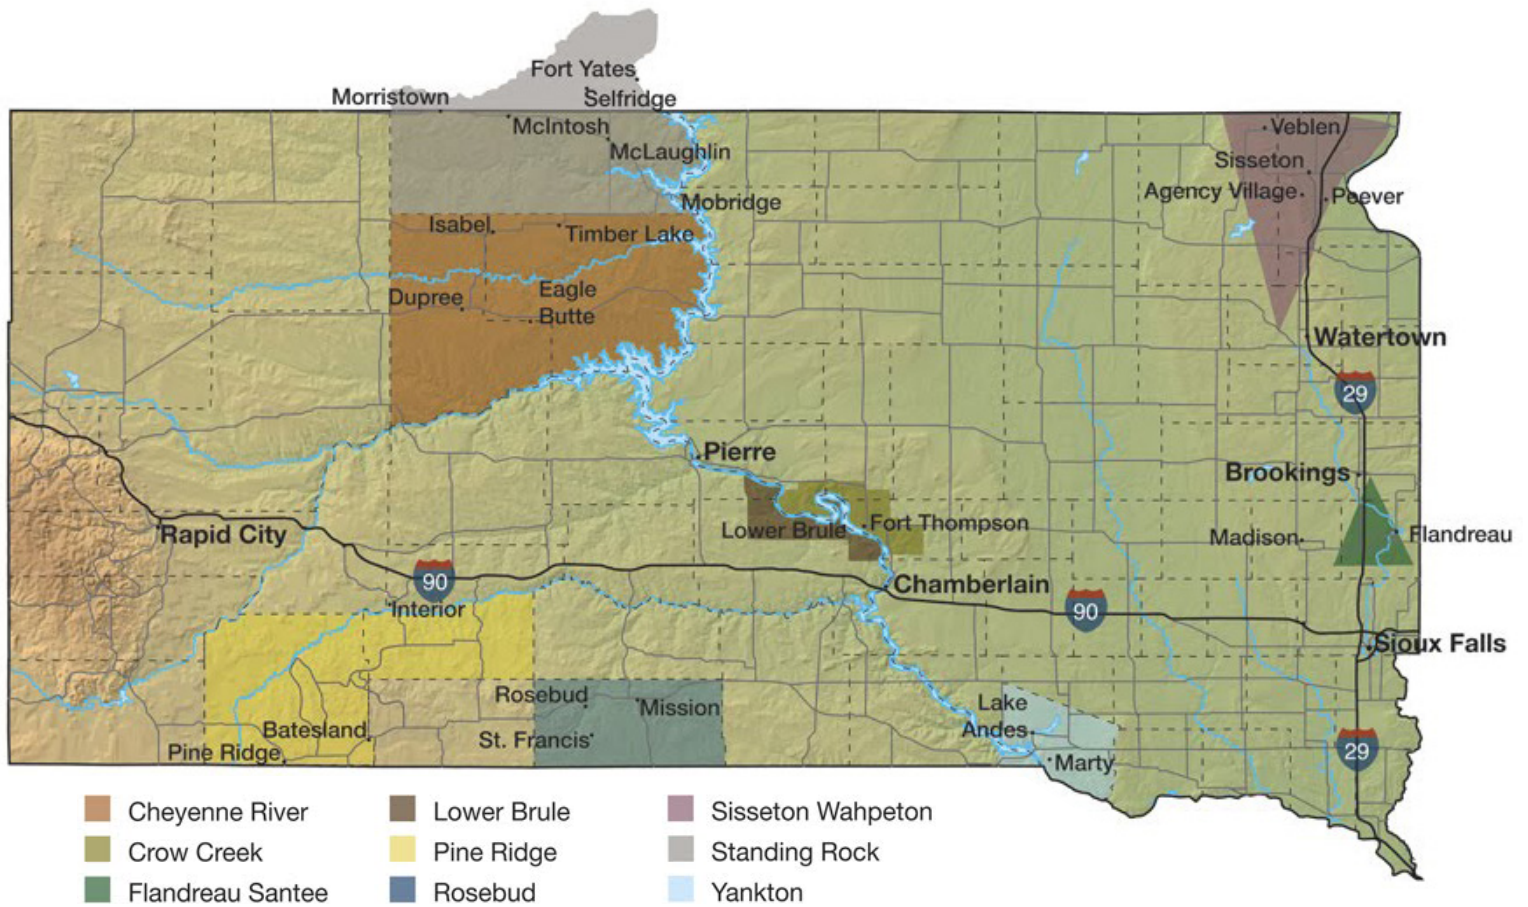 Fort Yates
Morristown
Selfridge
McIntosh
Veblen
McLaughlin
Sisseton
Agency Village
Peever
Mobridge
Isabel
Timber Lake
Dupree
Eagle
Butte
Watertown
29
Pierre
Brookings
Lower Brule
Fort Thompson
Rapid City
Madison
Flandreau
90
Chamberlain
Interior
90
Sioux Falls
Rosebud
Mission
Lake
Andes
Batesland
St. Francis
Pine Ridge
29
Marty
Cheyenne River
Lower Brule
Sisseton Wahpeton
Crow Creek
Pine Ridge
Standing Rock
Flandreau Santee
Rosebud
Yankton